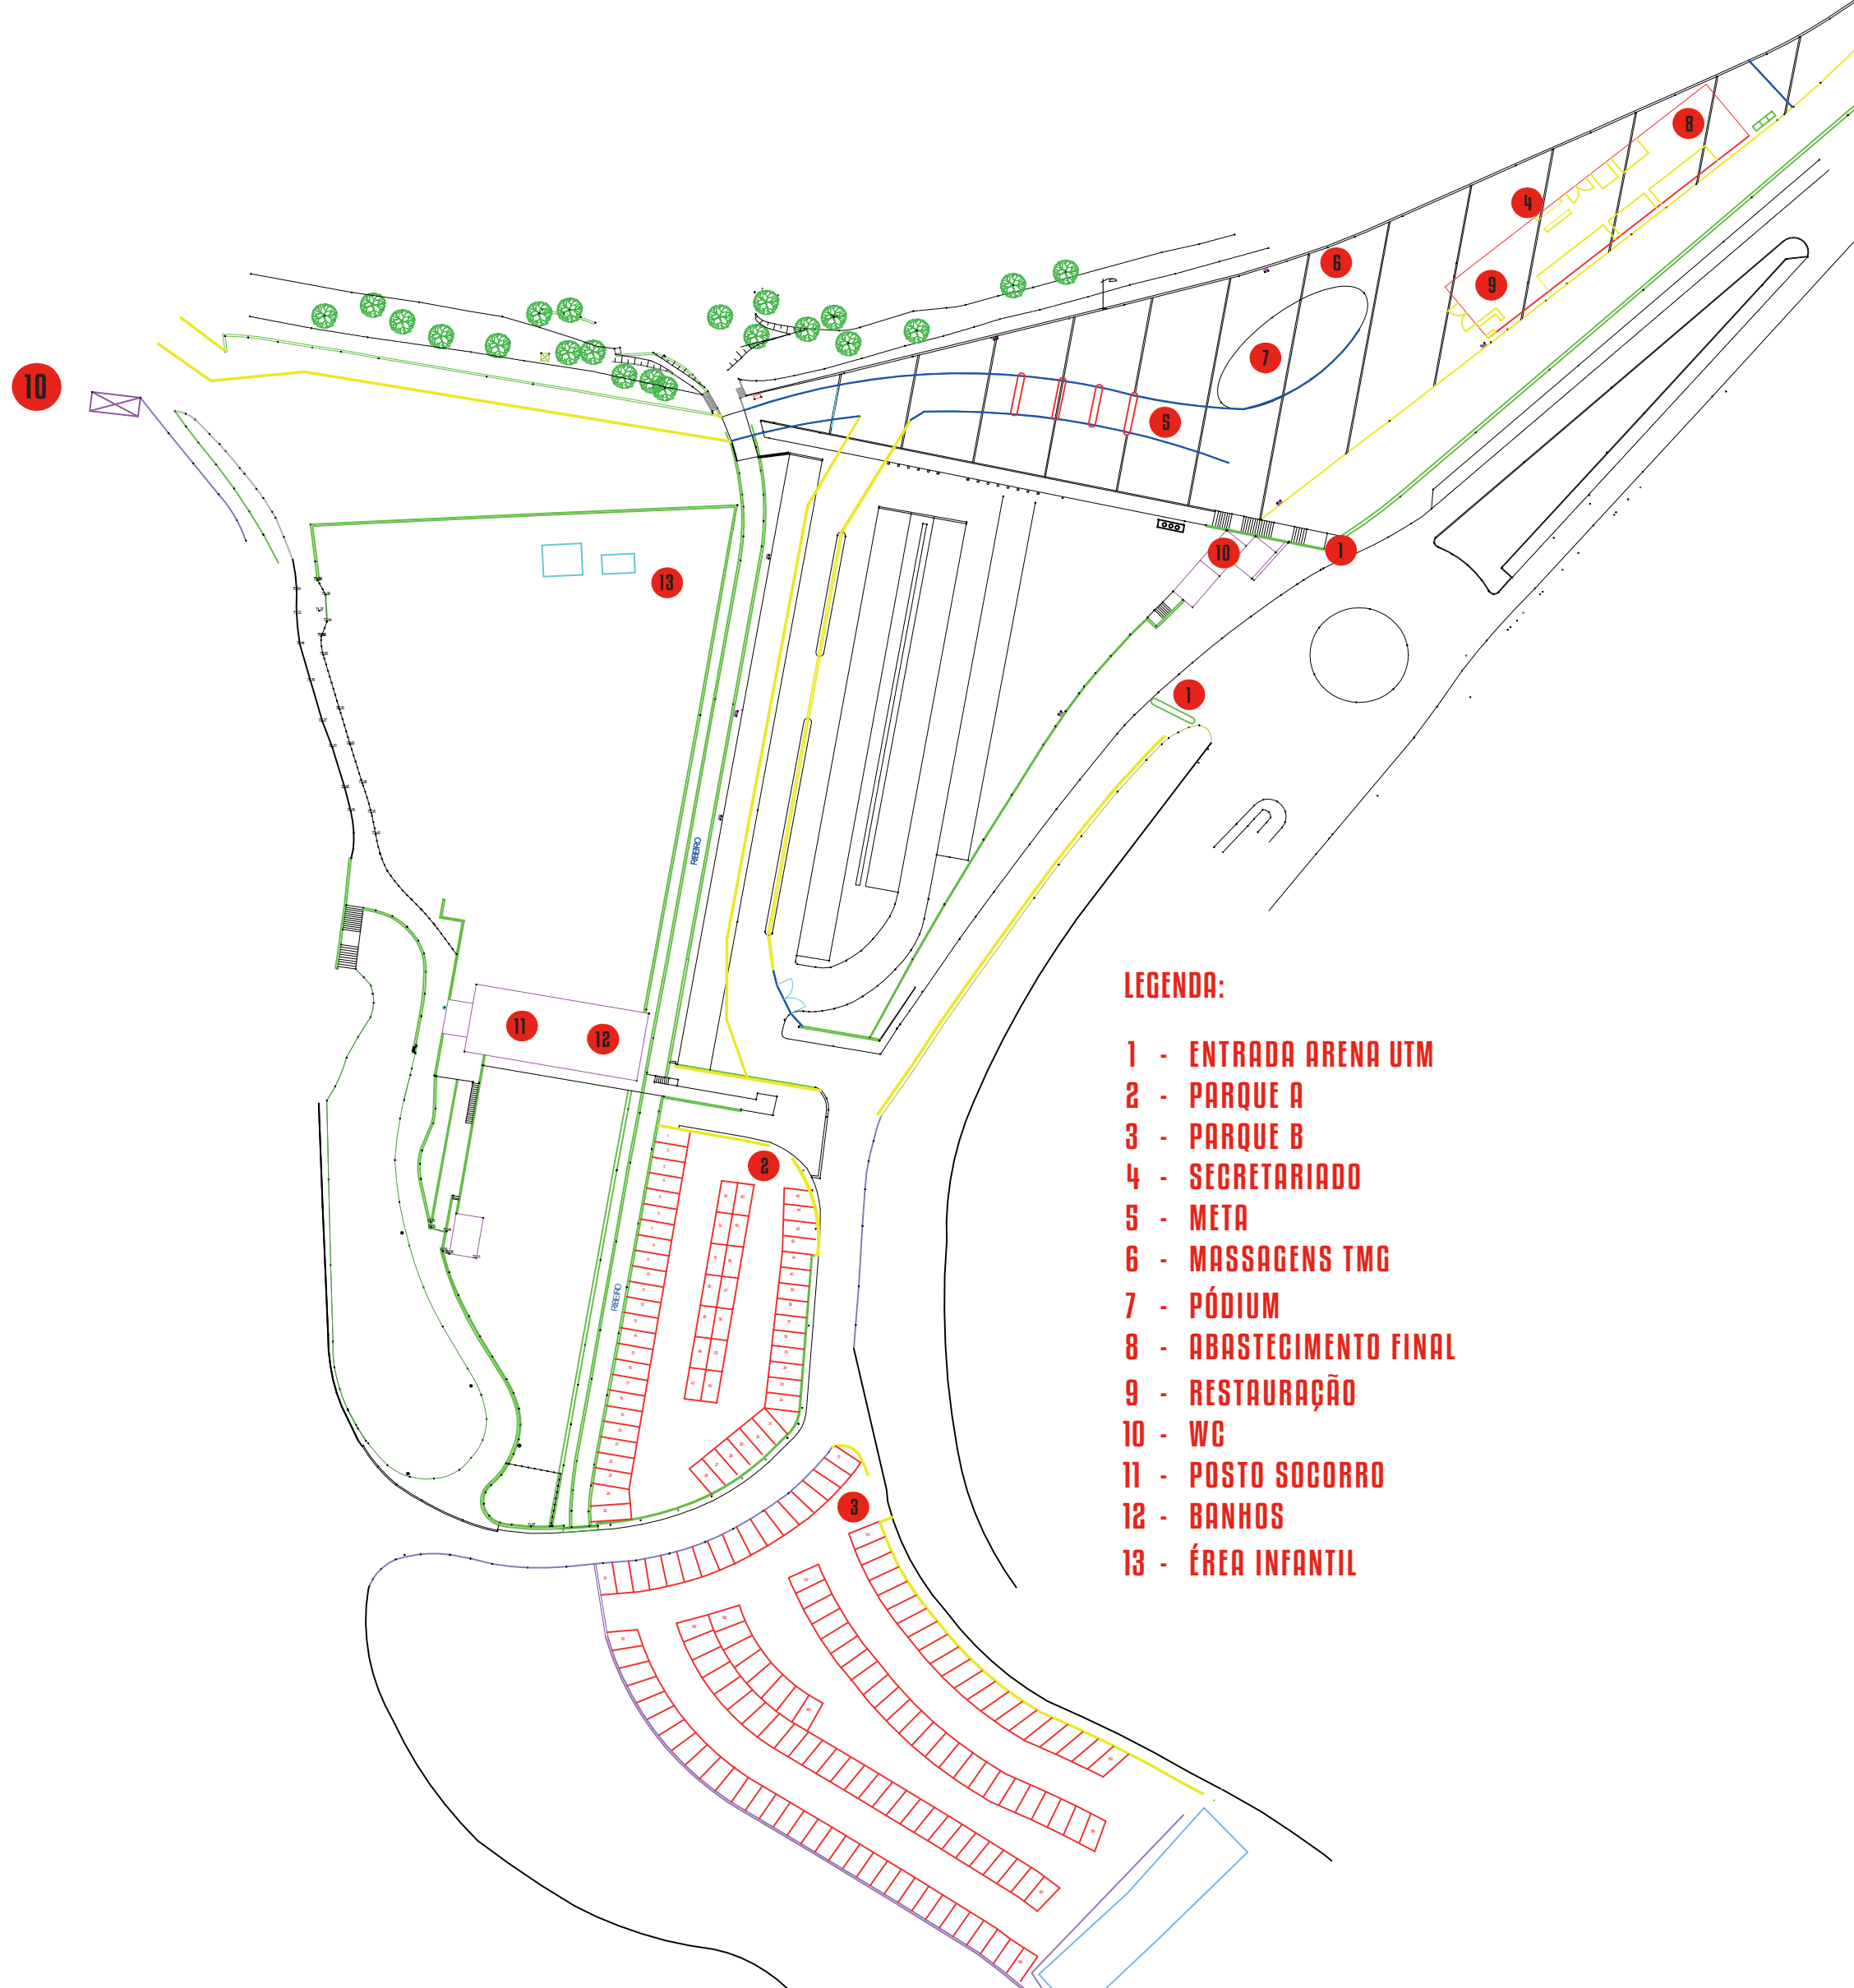 8
4
6
9
7
10
5
10
1
13
1
RIBEIRO
11
12
2
RIBEIRO
3
LEGENDA:
1 - ENTRADA ARENA UTM
2 - PARQUE A
3 - PARQUE B
4 - SECRETARIADO
5 - META
6 - MASSAGENS TMG
7 - PÓDIUM
8 - ABASTECIMENTO FINAL
9 - RESTAURAÇÃO
10 - WC
11 - POSTO SOCORRO
12 - BANHOS
13 - ÉREA INFANTIL